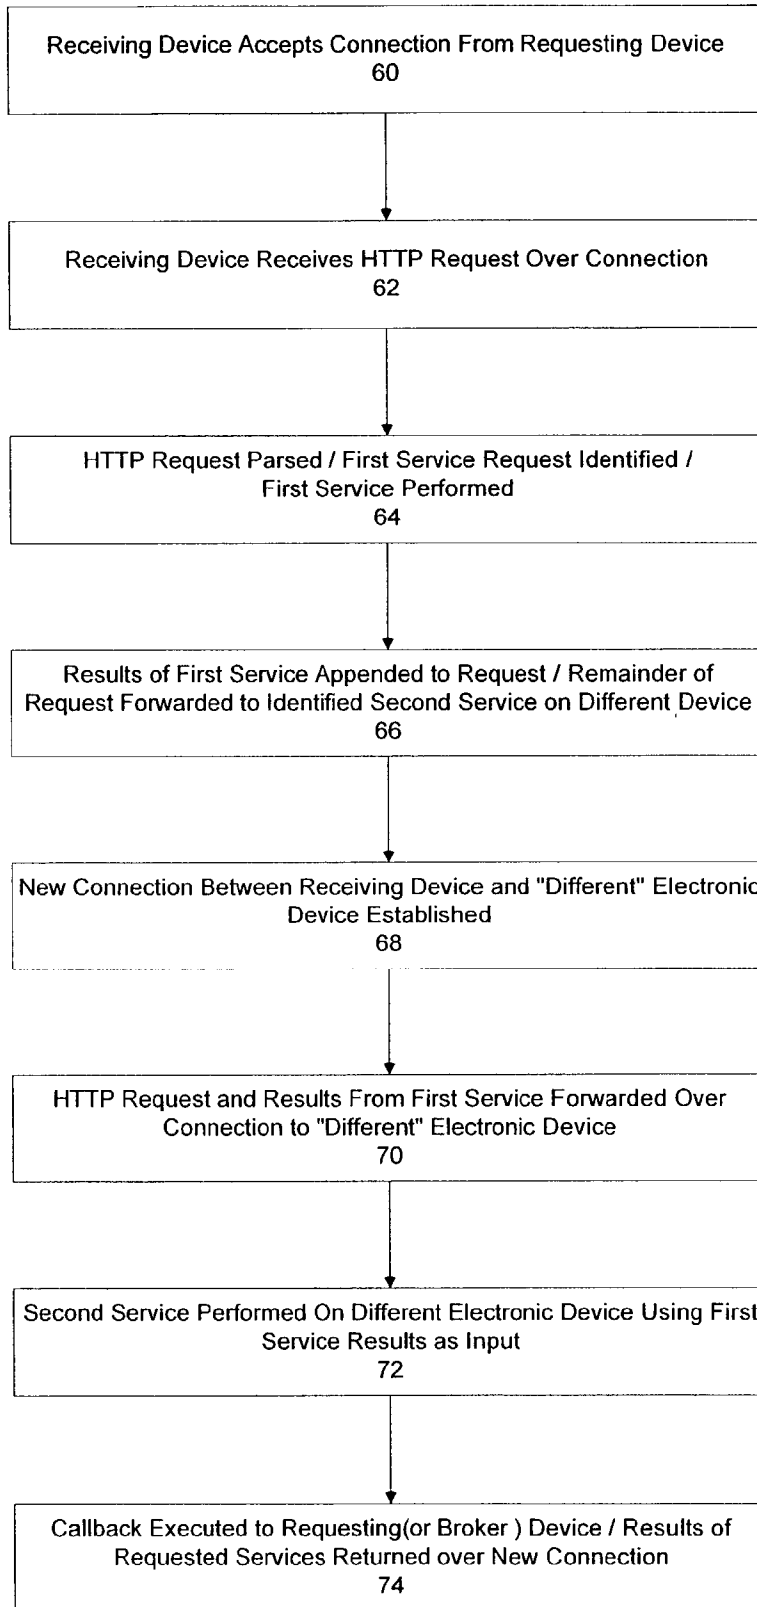 Receiving Device Accepts Connection From Requesting Device
60
Receiving Device Receives HTTP Request Over Connection
62
HTTP Request Parsed / First Service Request Identified /
First Service Performed
64
Results of First Service Appended to Request / Remainder of
Request Forwarded to Identified Second Service on Different Device
66
New Connection Between Receiving Device and "Different" Electronic
Device Established
68
HTTP Request and Results From First Service Forwarded Over
Connection to "Different" Electronic Device
70
Second Service Performed On Different Electronic Device Using First
Service Results as Input
72
Callback Executed to Requesting(or Broker ) Device / Results of
Requested Services Returned over New Connection
74